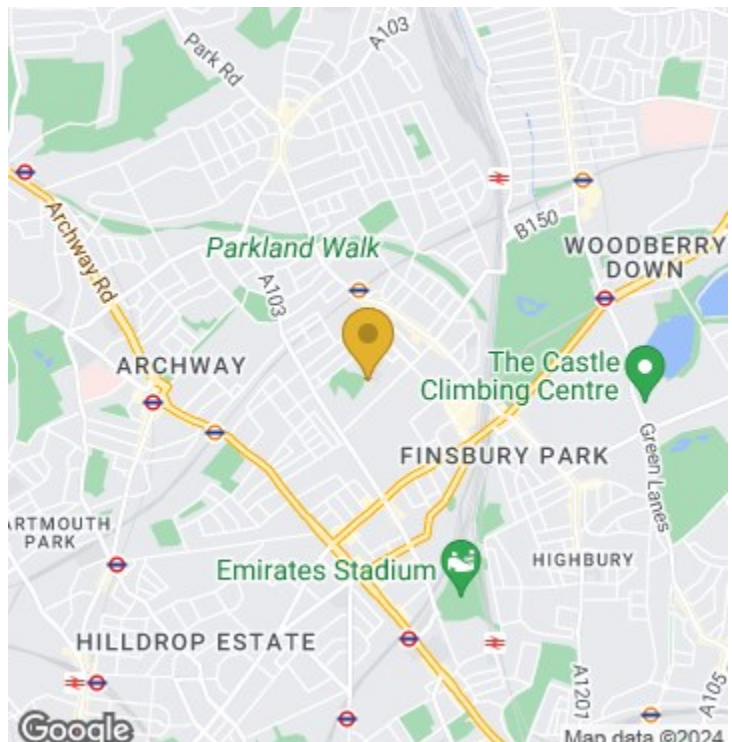 A103
Park Rd
B150
Parkland Walk
WOODBERRY
DOWN
Archway Rd
A103
ARCHWAY
The Castle
Climbing Centre
FINSBURY PARK
Green Lanes
ARTMOUTH
PARK
Emirates Stadium
HIGHBURY
HILLDROP ESTATE
A1207
A105
Google
Map data ©2024